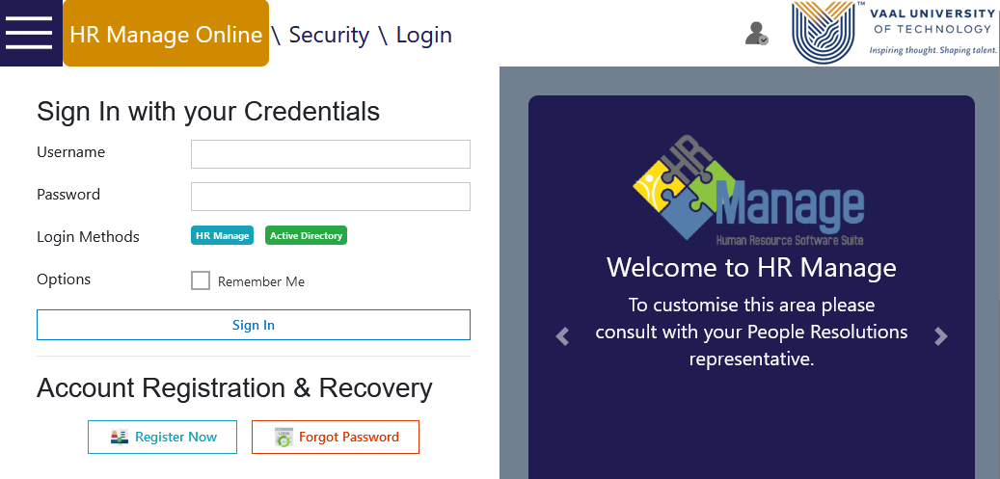 HR Manage Online \ Security \ Login
VAAL UNIVERSITY
OF TECHNOLOGY
Inspiring thought. Shaping talent.
TM
Sign In with your Credentials
Username
Password
Login Methods
HR Manage
Active Directory
Options
Remember Me
Sign In
Account Registration & Recovery
Register Now
Forgot Password
HR
Manage
Human Resource Software Suite
Welcome to HR Manage
To customise this area please
consult with your People Resolutions
representative.